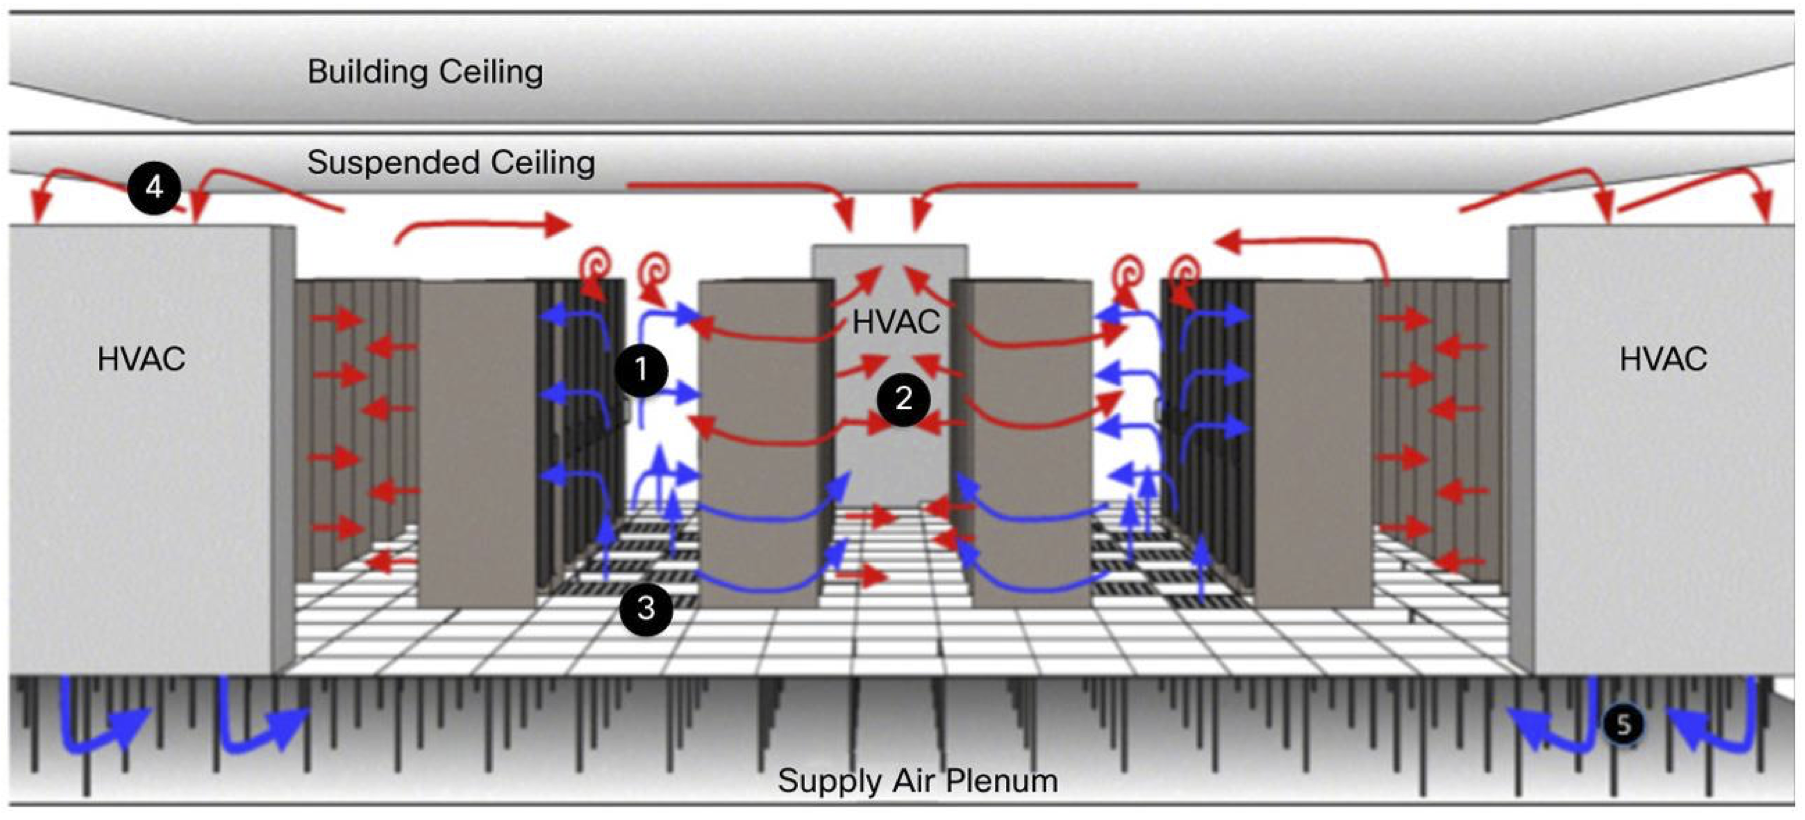 Building Ceiling
Suspended Ceiling
4
HVAC
HVAC
HVAC
1
2
3
5
Supply Air Plenum